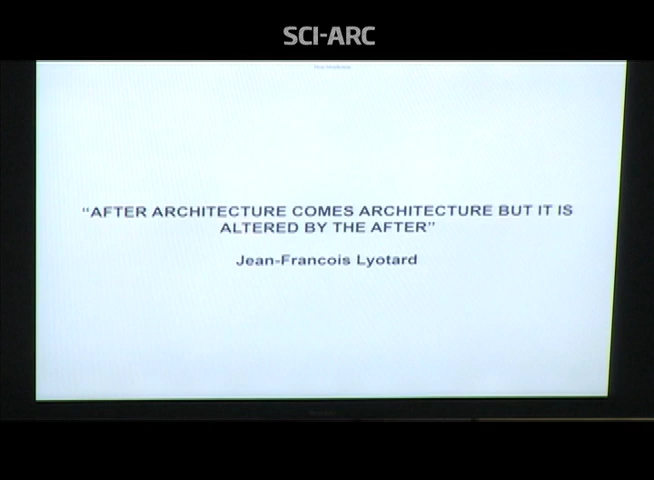 SCI-ARC
“AFTER ARCHITECTURE COMES ARCHITECTURE BUT IT IS
ALTERED BY THE AFTER”
Jean-Francois Lyotard